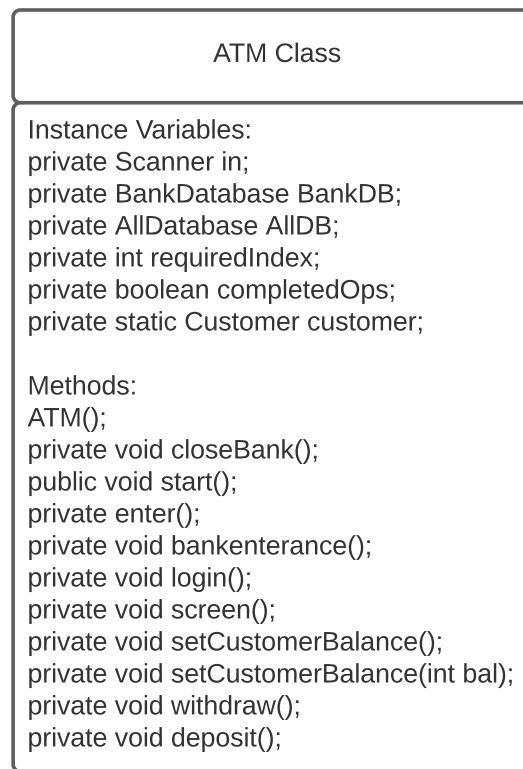 ATM Class
Instance Variables:
private Scanner in;
private BankDatabase BankDB;
private AllDatabase AllDB;
private int requiredIndex;
private boolean completedOps;
private static Customer customer;
Methods:
ATM();
private void closeBank();
public void start();
private enter();
private void bankenterance();
private void login();
private void screen();
private void setCustomerBalance();
private void setCustomerBalance(int bal);
private void withdraw();
private void deposit();